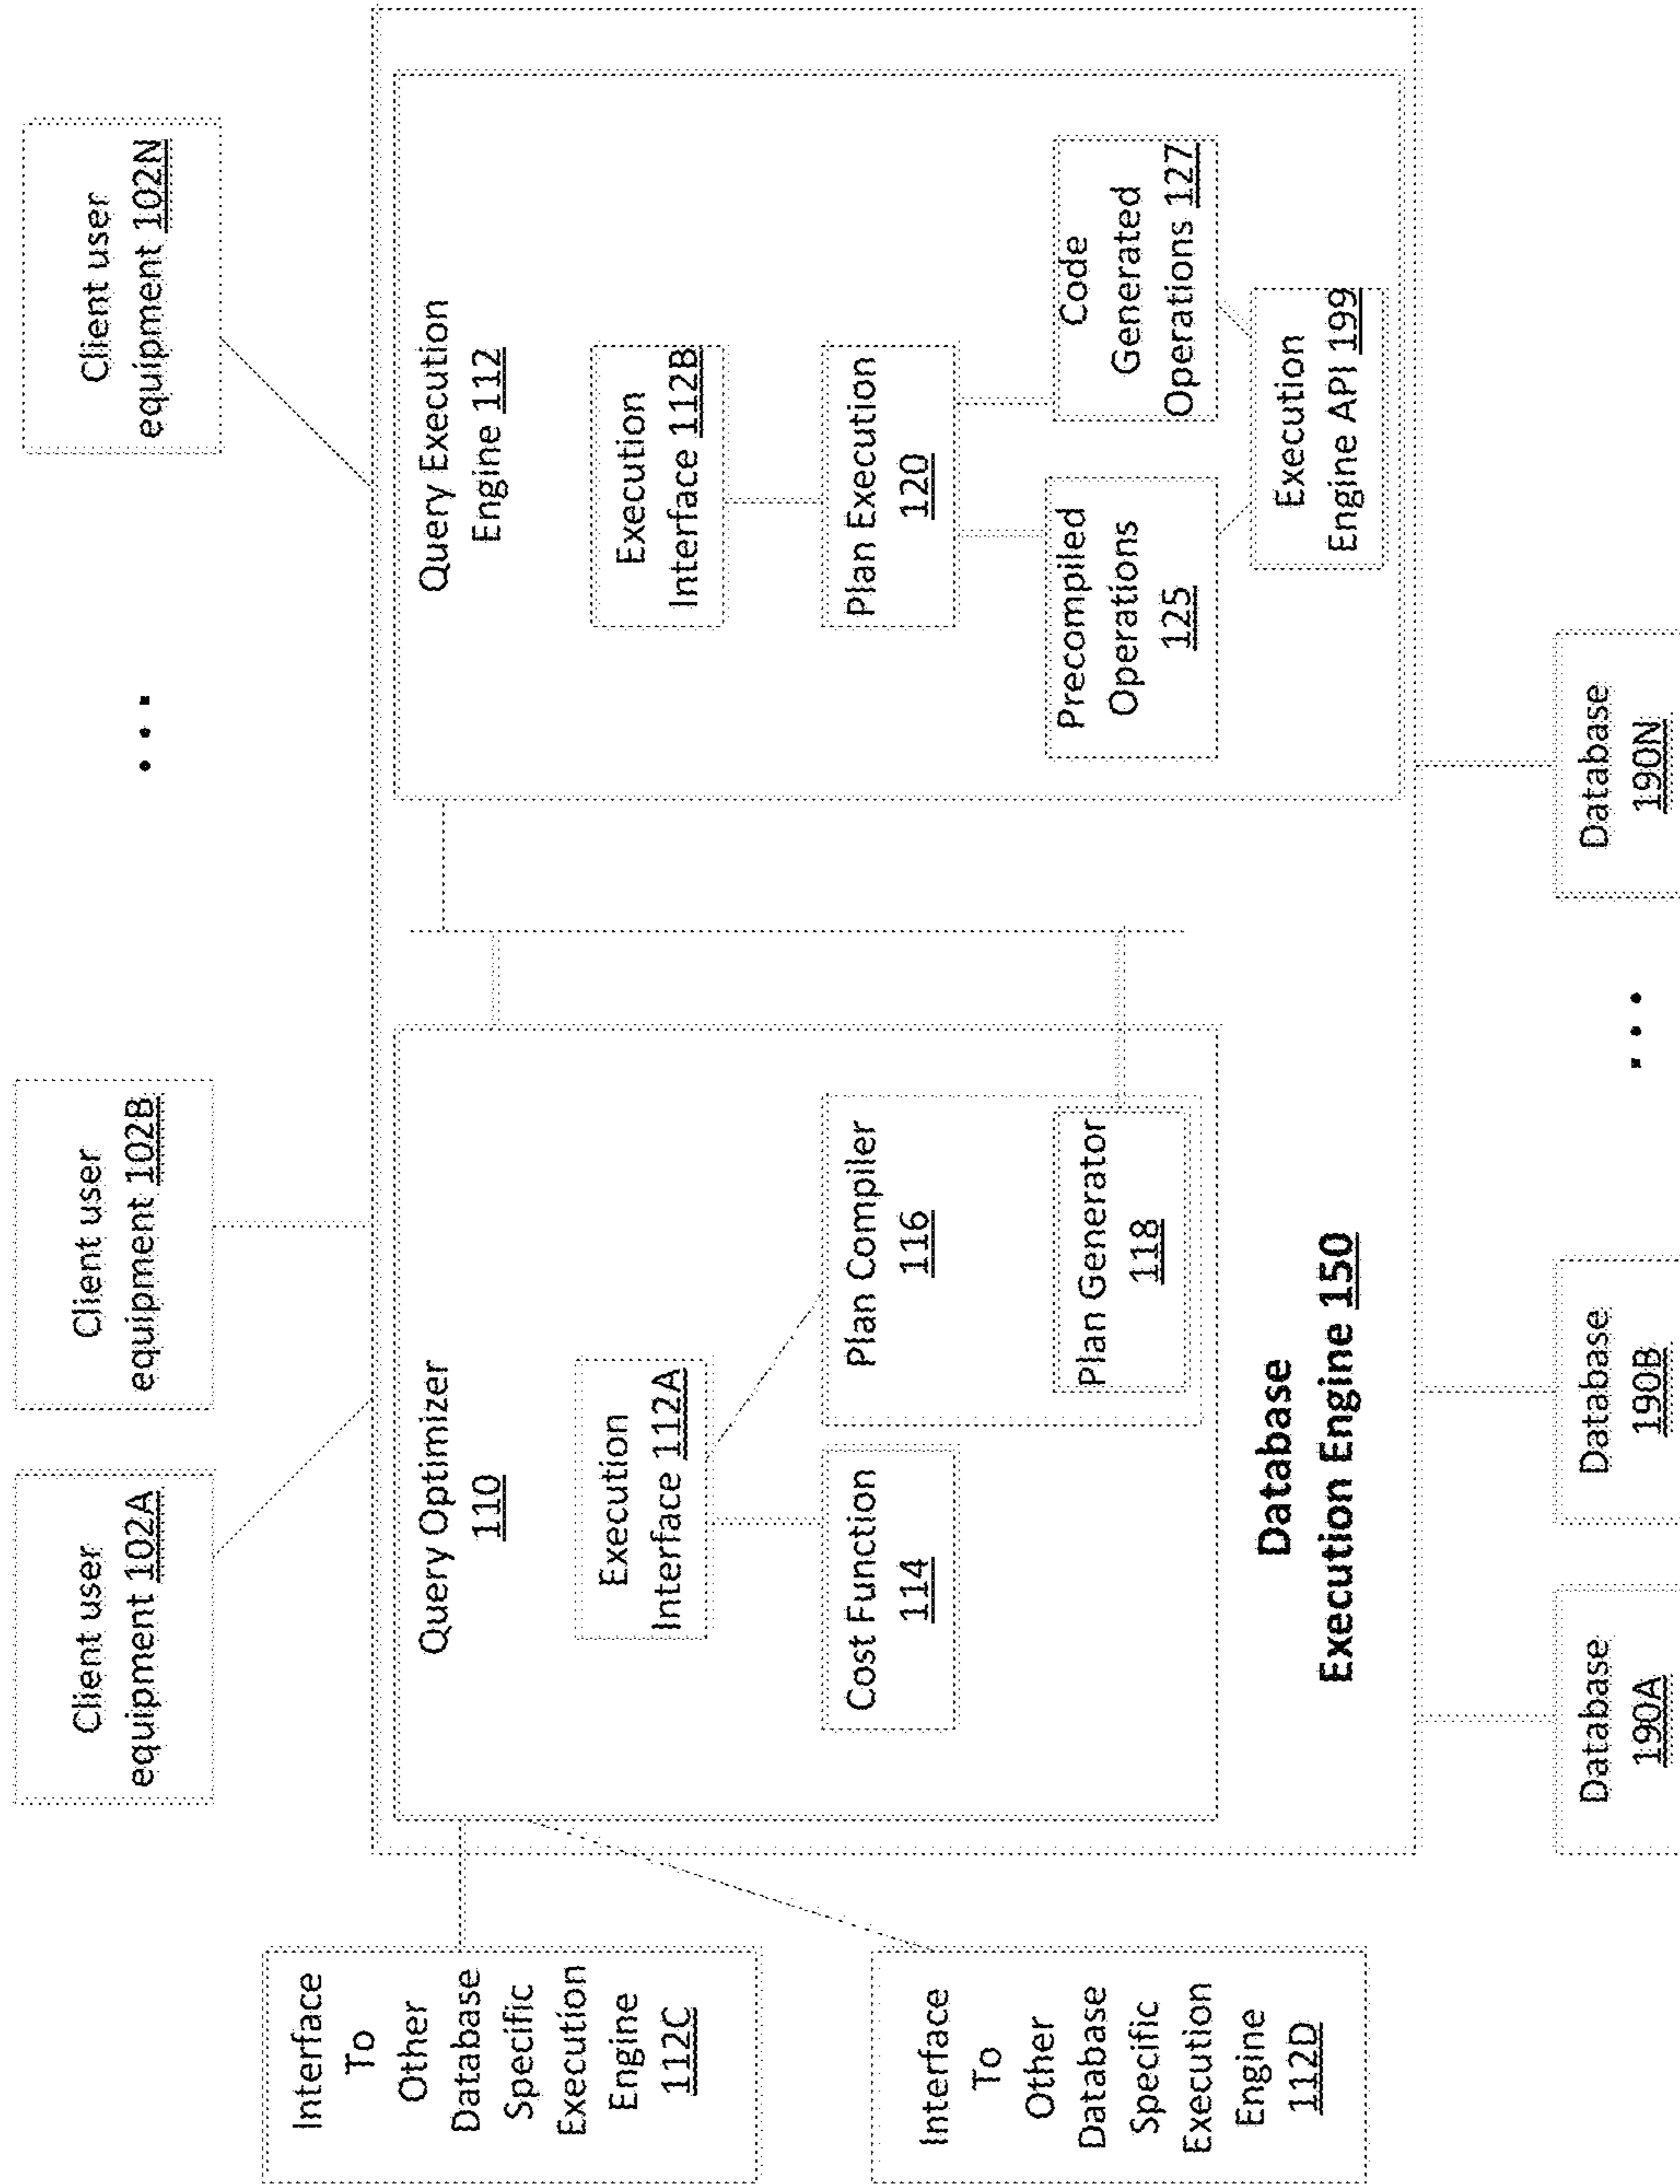 Client user
equipment 102A
Client user
equipment 102B
...
Client user
equipment 102N
Interface
To
Other
Database
Specific
Execution
Engine
112C
Interface
To
Other
Database
Specific
Execution
Engine
112D
Query Optimizer
110
Execution
Interface 112A
Cost Function
114
Plan Compiler
116
Plan Generator
118
Database
Execution Engine 150
Query Execution
Engine 112
Execution
Interface 112B
Plan Execution
120
Precompiled
Operations
125
Code
Generated
Operations 127
Execution
Engine API 199
Database
190A
Database
190B
...
Database
190N